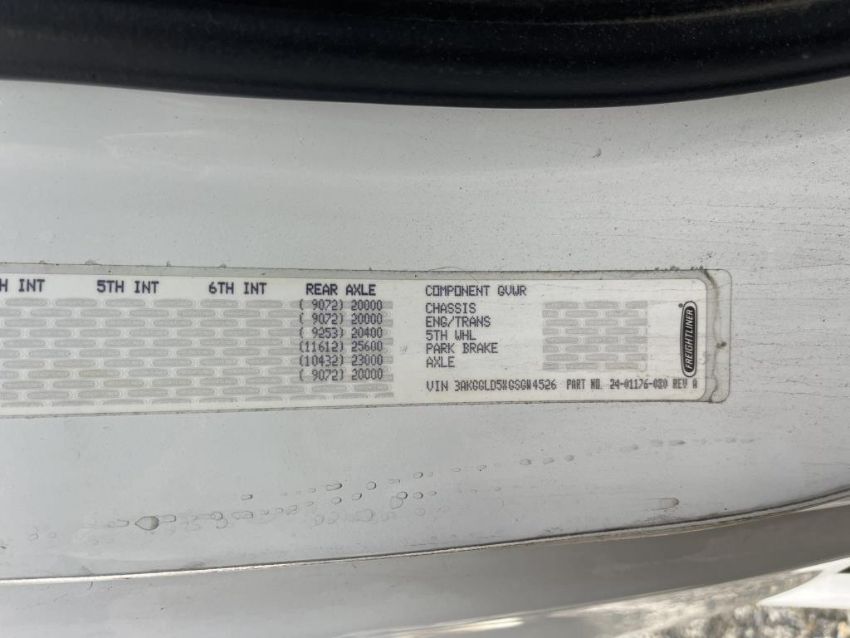 H INT 5TH INT 6TH INT REAR AXLE COMPONENT GVWR
( 9072) 20000 CHASSIS
( 9072) 20000 ENG/TRANS
( 9253) 20400 5TH WHL
(11612) 25600 PARK BRAKE
(10432) 23000 AXLE
( 9072) 20000
VIN 3AKGGLD5XGSGW4526 PART NO. 24-01176-020 REV A
FREIGHTLINER